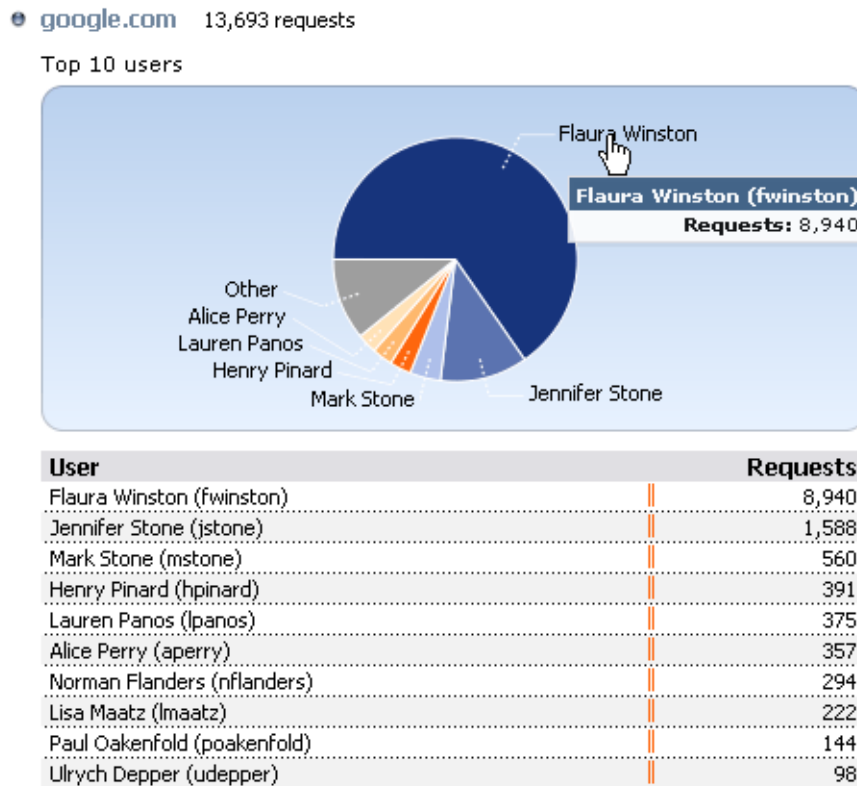 google.com 13,693 requests
Top 10 users
Flaura Winston
Flaura Winston (fwinston)
Requests: 8,940
Other
Alice Perry
Lauren Panos
Henry Pinard
Mark Stone
Jennifer Stone
User Requests
Flaura Winston (fwinston) 8,940
Jennifer Stone (jstone) 1,588
Mark Stone (mstone) 560
Henry Pinard (hpinard) 391
Lauren Panos (lpanos) 375
Alice Perry (aperry) 357
Norman Flanders (nflanders) 294
Lisa Maatz (lmaatz) 222
Paul Oakenfold (poakenfold) 144
Ulrych Depper (udepper) 98